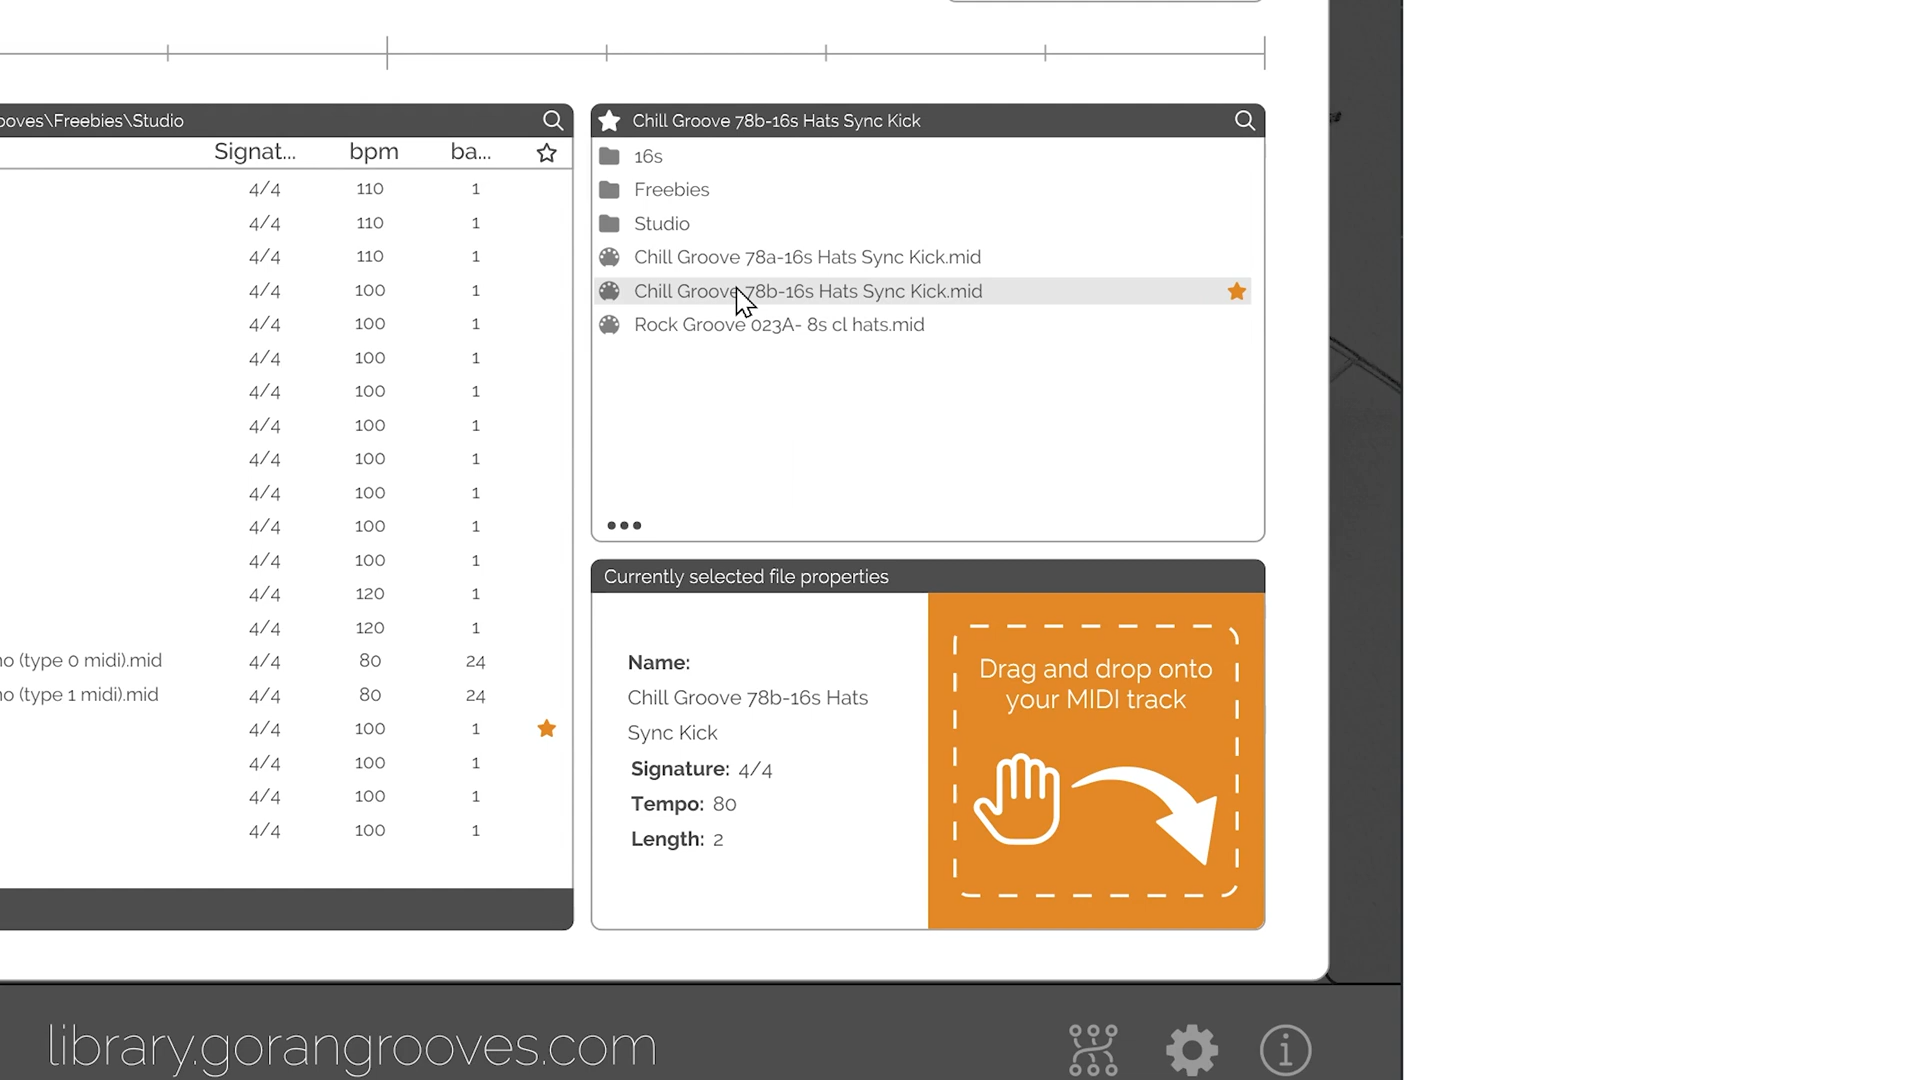 ooves\Freebies\Studio
Signat... bpm ba...
4/4 110 1
4/4 110 1
4/4 110 1
4/4 100 1
4/4 100 1
4/4 100 1
4/4 100 1
4/4 100 1
4/4 100 1
4/4 100 1
4/4 100 1
4/4 100 1
4/4 120 1
4/4 120 1
no (type 0 midi).mid 4/4 80 24
no (type 1 midi).mid 4/4 80 24
4/4 100 1
4/4 100 1
4/4 100 1
4/4 100 1
Chill Groove 78b-16s Hats Sync Kick
16s
Freebies
Studio
Chill Groove 78a-16s Hats Sync Kick.mid
Chill Groove 78b-16s Hats Sync Kick.mid
Rock Groove 023A- 8s cl hats.mid
Currently selected file properties
Name:
Chill Groove 78b-16s Hats
Sync Kick
Signature: 4/4
Tempo: 80
Length: 2
Drag and drop onto
your MIDI track
library.gorangrooves.com